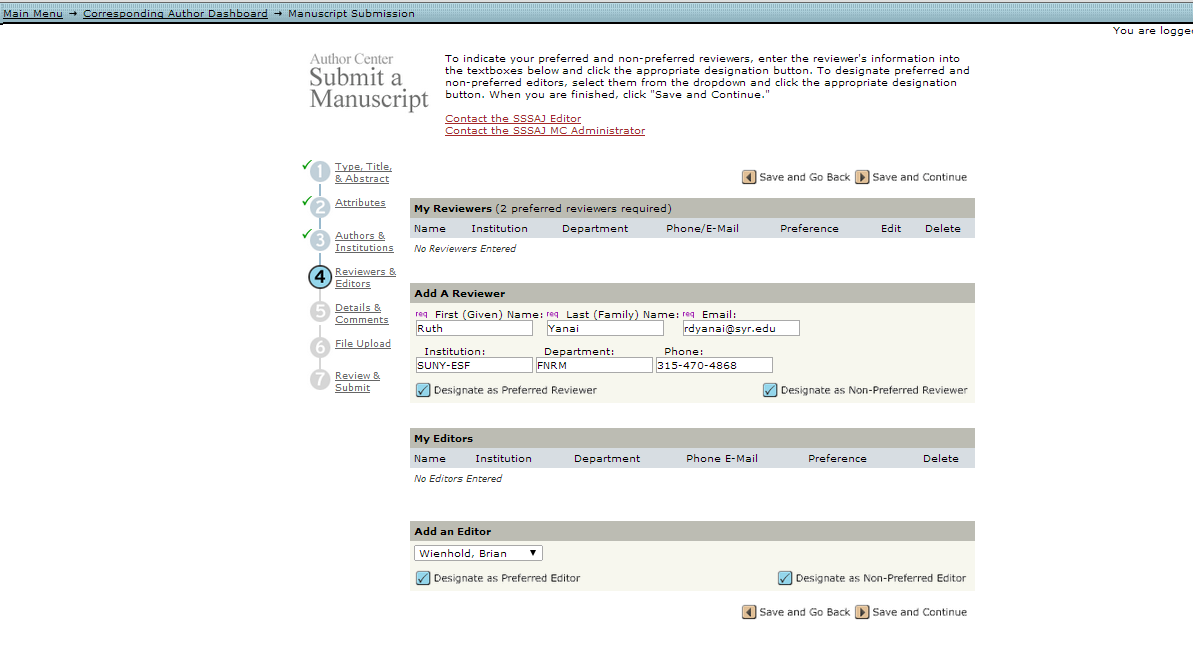 Main Menu → Corresponding Author Dashboard → Manuscript Submission
You are logge
Author Center
Submit a
Manuscript
To indicate your preferred and non-preferred reviewers, enter the reviewer's information into
the textboxes below and click the appropriate designation button. To designate preferred and
non-preferred editors, select them from the dropdown and click the appropriate designation
button. When you are finished, click "Save and Continue."
Contact the SSSAJ Editor
Contact the SSSAJ MC Administrator
1 Type, Title,
& Abstract
2 Attributes
3 Authors &
Institutions
4 Reviewers &
Editors
5 Details &
Comments
6 File Upload
7 Review &
Submit
Save and Go Back Save and Continue
My Reviewers (2 preferred reviewers required)
Name Institution Department Phone/E-Mail Preference Edit Delete
No Reviewers Entered
Add A Reviewer
req First (Given) Name: req Last (Family) Name: req Email:
Ruth Yanai rdyanai@syr.edu
Institution: Department: Phone:
SUNY-ESF FNRM 315-470-4868
Designate as Preferred Reviewer Designate as Non-Preferred Reviewer
My Editors
Name Institution Department Phone E-Mail Preference Delete
No Editors Entered
Add an Editor
Wienhold, Brian
Designate as Preferred Editor Designate as Non-Preferred Editor
Save and Go Back Save and Continue